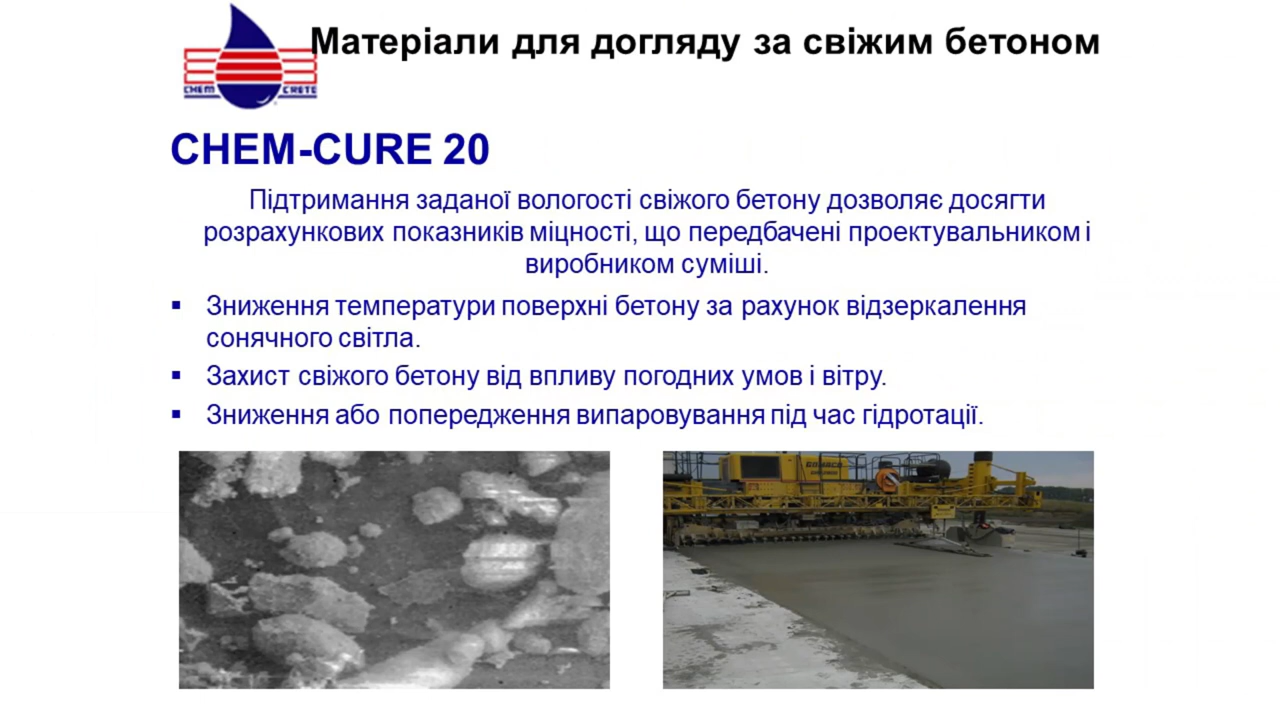 Матеріали для догляду за свіжим бетоном
CHEM CRETE
CHEM-CURE 20
Підтримання заданої вологості свіжого бетону дозволяє досягти
розрахункових показників міцності, що передбачені проектувальником і
виробником суміші.
▪ Зниження температури поверхні бетону за рахунок відзеркалення
сонячного світла.
▪ Захист свіжого бетону від впливу погодних умов і вітру.
▪ Зниження або попередження випаровування під час гідротації.
GOMACO